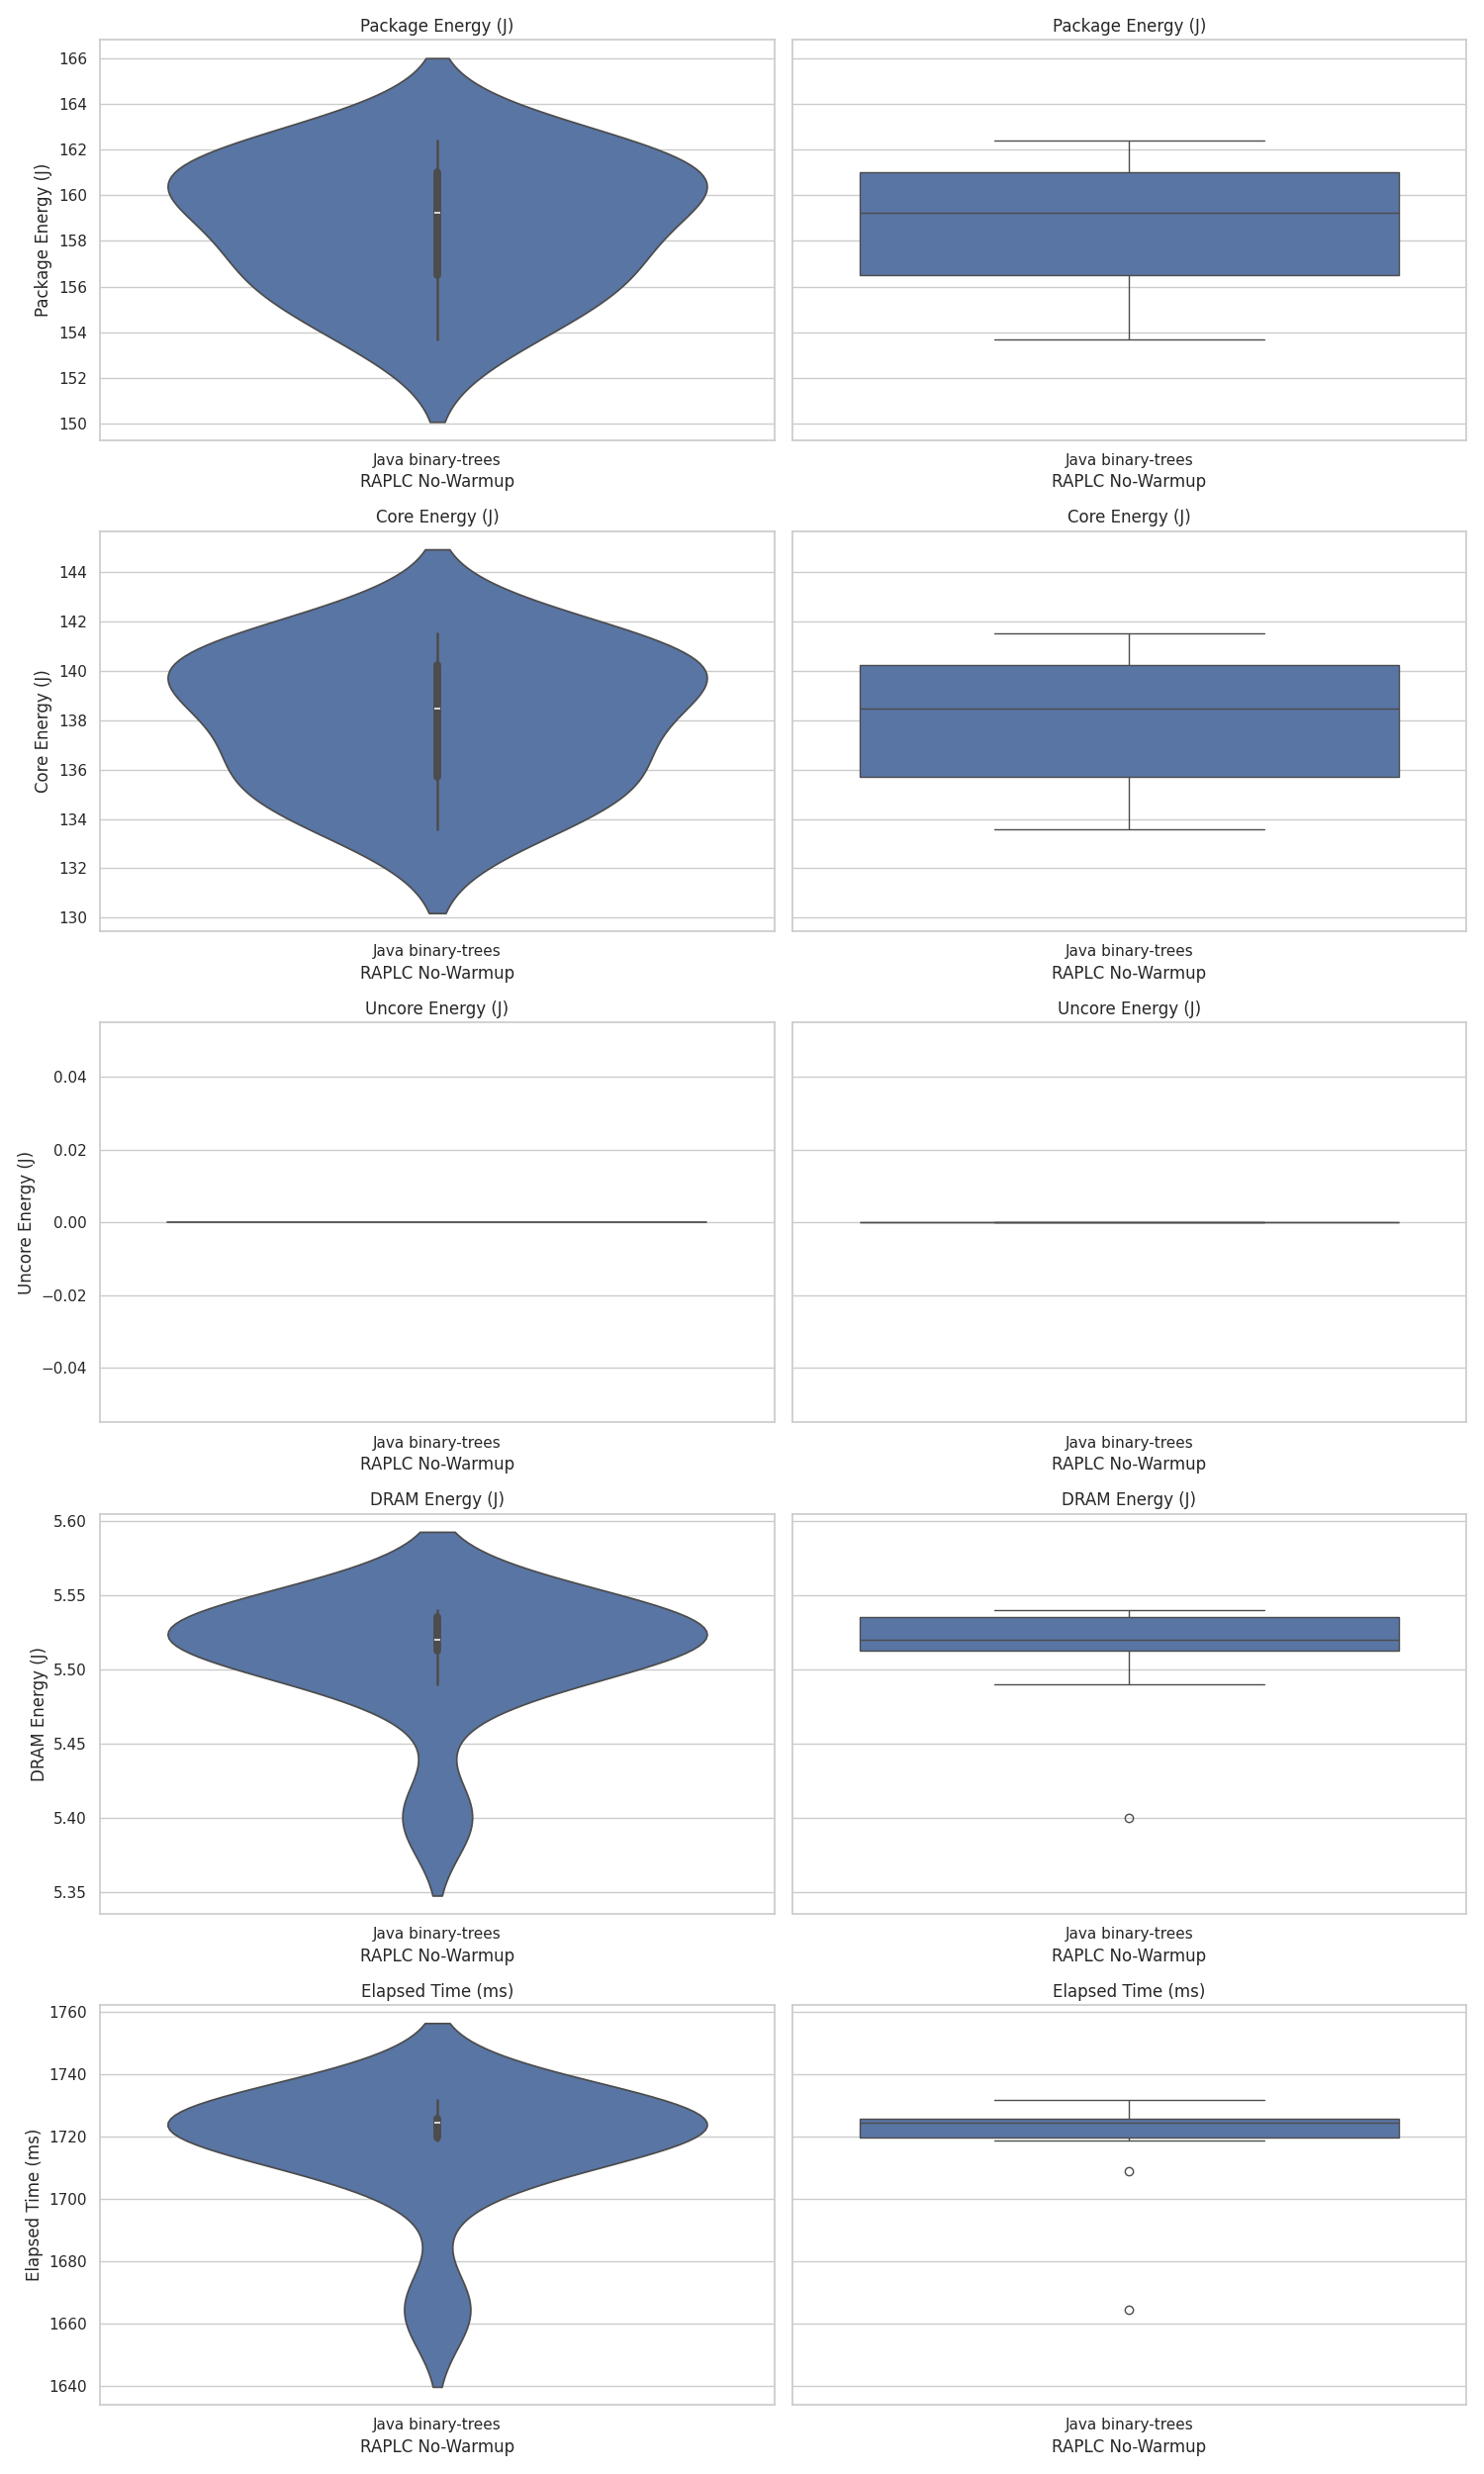 Package Energy (J)
Package Energy (J)
Package Energy (J)
166
164
162
160
158
156
154
152
150
Java binary-trees
RAPLC No-Warmup
Java binary-trees
RAPLC No-Warmup
Core Energy (J)
Core Energy (J)
Core Energy (J)
144
142
140
138
136
134
132
130
Java binary-trees
RAPLC No-Warmup
Java binary-trees
RAPLC No-Warmup
Uncore Energy (J)
Uncore Energy (J)
Uncore Energy (J)
0.04
0.02
0.00
−0.02
−0.04
Java binary-trees
RAPLC No-Warmup
Java binary-trees
RAPLC No-Warmup
DRAM Energy (J)
DRAM Energy (J)
DRAM Energy (J)
5.60
5.55
5.50
5.45
5.40
5.35
Java binary-trees
RAPLC No-Warmup
Java binary-trees
RAPLC No-Warmup
Elapsed Time (ms)
Elapsed Time (ms)
Elapsed Time (ms)
1760
1740
1720
1700
1680
1660
1640
Java binary-trees
RAPLC No-Warmup
Java binary-trees
RAPLC No-Warmup